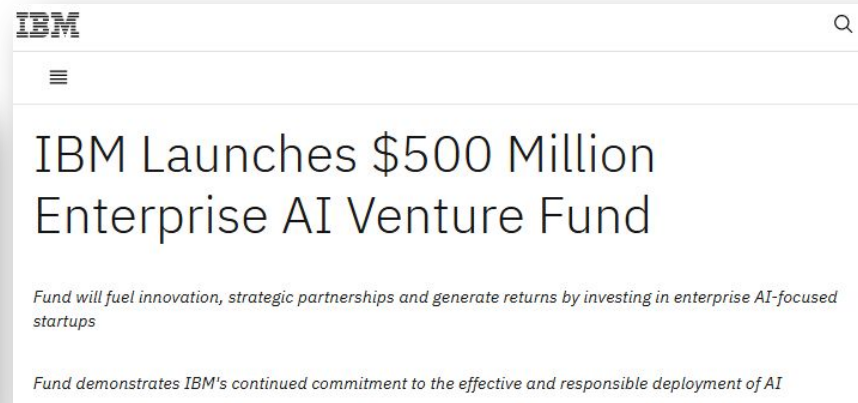 IBM
IBM Launches $500 Million
Enterprise AI Venture Fund
Fund will fuel innovation, strategic partnerships and generate returns by investing in enterprise AI-focused
startups
Fund demonstrates IBM's continued commitment to the effective and responsible deployment of AI